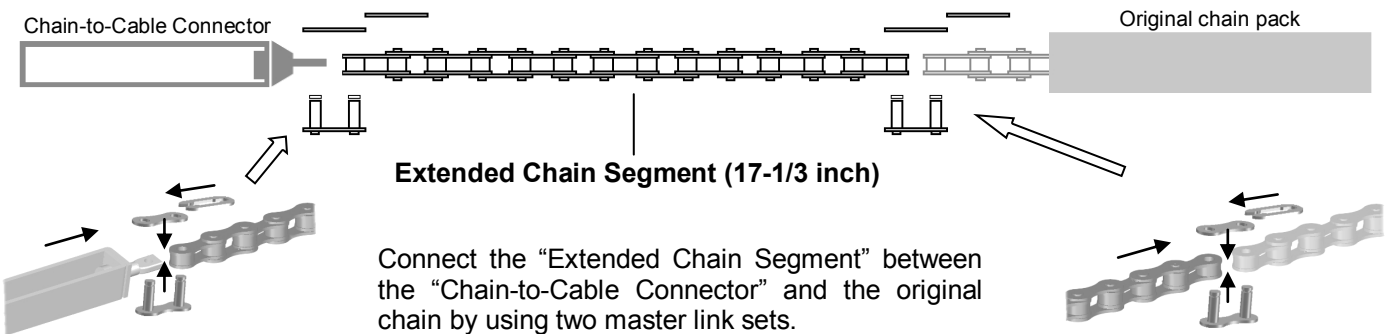 Chain-to-Cable Connector
Original chain pack
Extended Chain Segment (17-1/3 inch)
Connect the “Extended Chain Segment” between
the “Chain-to-Cable Connector” and the original
chain by using two master link sets.